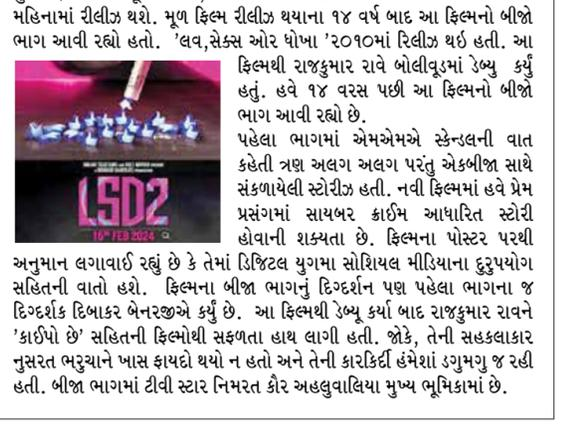 મહિનામાં રીલીઝ થશે. મૂળ ફિલ્મ રીલીઝ થયાના ૧૪ વર્ષ બાદ આ ફિલ્મનો બીજો
ભાગ આવી રહ્યો હતો. 'લવ,સેક્સ ઓર ધોખા '૨૦૧૦માં રિલીઝ થઇ હતી. આ
ફિલ્મથી રાજકુમાર રાવે બોલીવૂડમાં ડેબ્યુ કર્યું
હતું. હવે ૧૪ વરસ પછી આ ફિલ્મનો બીજો
ભાગ આવી રહ્યો છે.
પહેલા ભાગમાં એમએમએ સ્કેન્ડલની વાત
કહેતી ત્રણ અલગ અલગ પરંતુ એકબીજા સાથે
સંકળાયેલી સ્ટોરીઝ હતી. નવી ફિલ્મમાં હવે પ્રેમ
પ્રસંગમાં સાયબર ક્રાઈમ આધારિત સ્ટોરી
હોવાની શક્યતા છે. ફિલ્મના પોસ્ટર પરથી
LSD2
16TH FEB 2024
અનુમાન લગાવાઈ રહ્યું છે કે તેમાં ડિજિટલ યુગમા સોશિયલ મીડિયાના દુરુપયોગ
સહિતની વાતો હશે. ફિલ્મના બીજા ભાગનું દિગ્દર્શન પણ પહેલા ભાગના જ
દિગ્દર્શક દિબાકર બેનરજીએ કર્યું છે. આ ફિલ્મથી ડેબ્યૂ કર્યા બાદ રાજકુમાર રાવને
'કાઈપો છે' સહિતની ફિલ્મોથી સફળતા હાથ લાગી હતી. જોકે, તેની સહકલાકાર
નુસરત ભરુચાને ખાસ ફાયદો થયો ન હતો અને તેની કારકિર્દી હંમેશાં ડગુમગુ જ રહી
હતી. બીજા ભાગમાં ટીવી સ્ટાર નિમરત કૌર અહલુવાલિયા મુખ્ય ભૂમિકામાં છે.